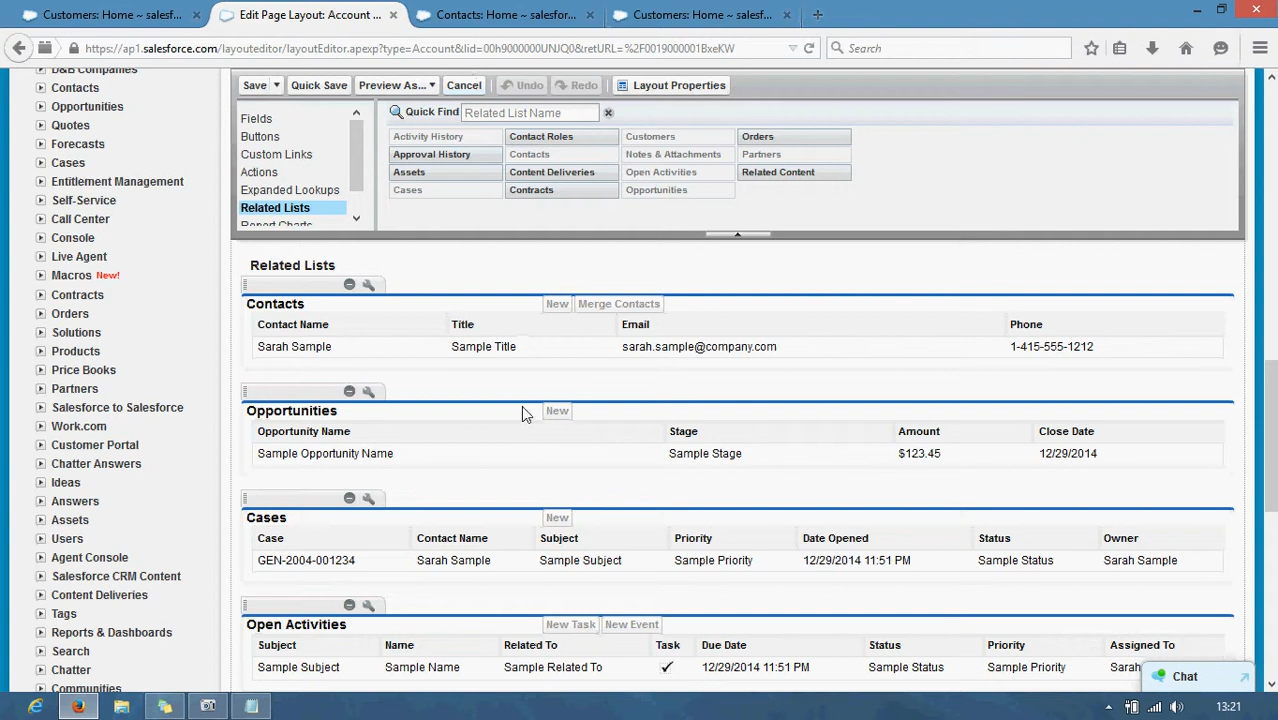 Customers: Home ~ salesforc...
Edit Page Layout: Account ...
Contacts: Home ~ salesfor...
Customers: Home ~ salesf...
https://ap1.salesforce.com/layouteditor/layoutEditor.apexp?type=Account&lid=00h9000000UNIQ0&retURL=%2F0019000001BxeKW
Search
D&B Companies
Contacts
Opportunities
Quotes
Forecasts
Cases
Entitlement Management
Self-Service
Call Center
Console
Live Agent
Macros New!
Contracts
Orders
Solutions
Products
Price Books
Partners
Salesforce to Salesforce
Work.com
Customer Portal
Chatter Answers
Ideas
Answers
Assets
Users
Agent Console
Salesforce CRM Content
Content Deliveries
Tags
Reports & Dashboards
Search
Chatter
Communities
Save Quick Save Preview As... Cancel Undo Redo Layout Properties
Fields
Buttons
Custom Links
Actions
Expanded Lookups
Related Lists
Report Charts
Quick Find Related List Name
Activity History Contact Roles Customers Orders
Approval History Contacts Notes & Attachments Partners
Assets Content Deliveries Open Activities Related Content
Cases Contracts Opportunities
Related Lists
Contacts New Merge Contacts
Contact Name Title Email Phone
Sarah Sample Sample Title sarah.sample@company.com 1-415-555-1212
Opportunities New
Opportunity Name Stage Amount Close Date
Sample Opportunity Name Sample Stage $123.45 12/29/2014
Cases New
Case Contact Name Subject Priority Date Opened Status Owner
GEN-2004-001234 Sarah Sample Sample Subject Sample Priority 12/29/2014 11:51 PM Sample Status Sarah Sample
Open Activities New Task New Event
Subject Name Related To Task Due Date Status Priority Assigned To
Sample Subject Sample Name Sample Related To 12/29/2014 11:51 PM Sample Status Sample Priority Sarah
Chat
13:21